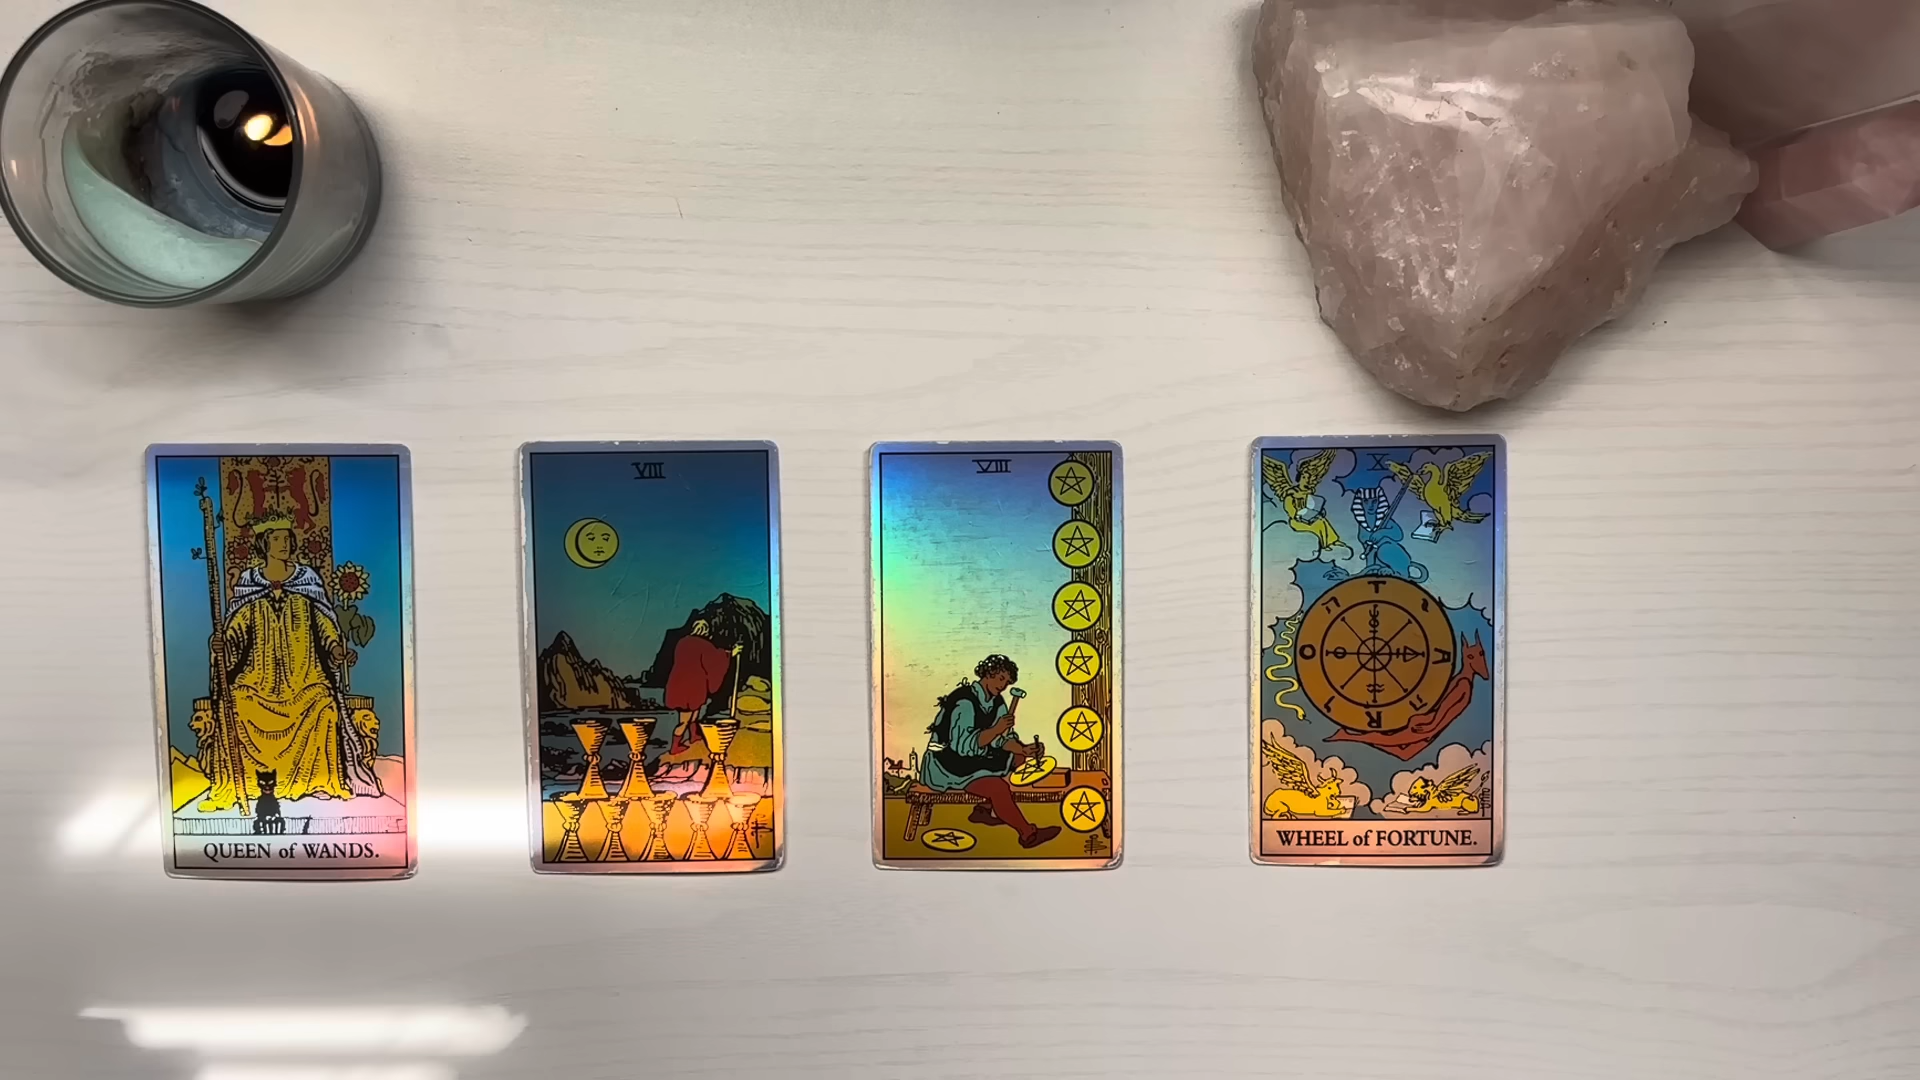 QUEEN of WANDS.
VIII
VIII
X
T
A
R
O
WHEEL of FORTUNE.